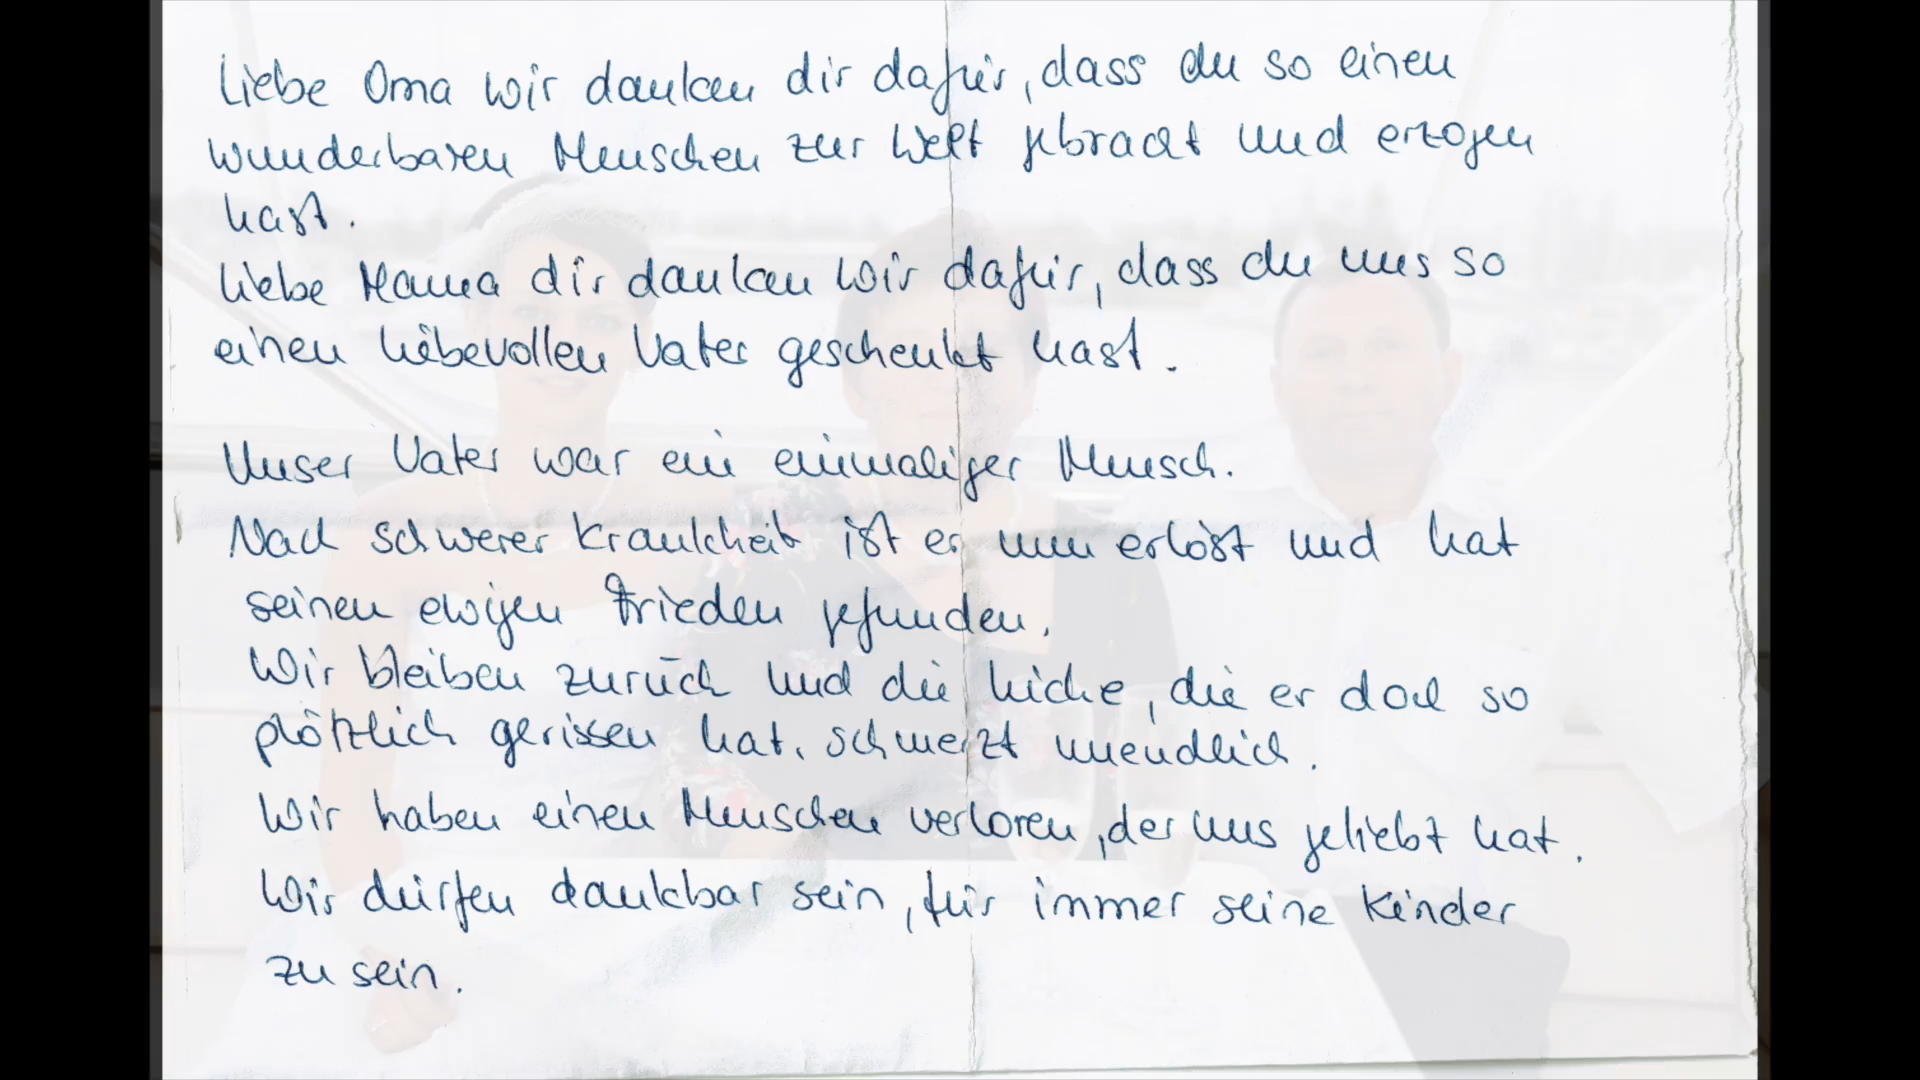 Liebe Oma wir danken dir dafür, dass du so einen
wunderbaren Menschen zur Welt gebracht und erzogen
hast.
Liebe Mama dir danken wir dafür, dass du uns so
einen liebevollen Vater geschenkt hast.
Unser Vater war ein einmaliger Mensch.
Nach schwerer Krankheit ist er nun erlöst und hat
seinen ewigen Frieden gefunden.
Wir bleiben zurück und die Lücke, die er doch so
plötzlich gerissen hat, schmerzt unendlich.
Wir haben einen Menschen verloren, der uns geliebt hat.
Wir dürfen dankbar sein, für immer seine Kinder
zu sein.